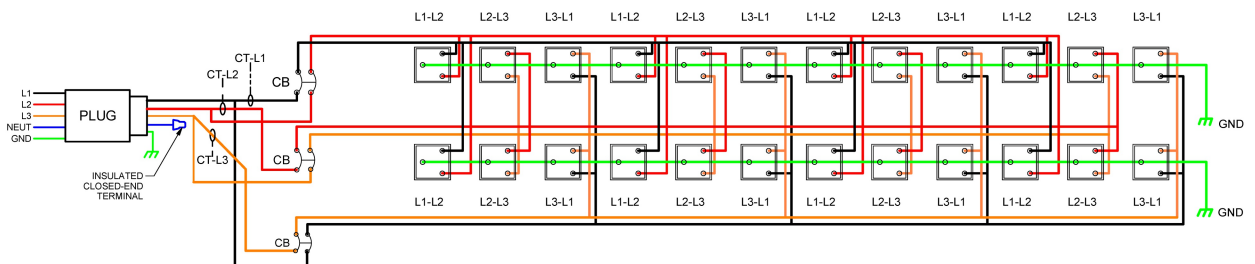 L1-L2 L2-L3 L3-L1 L1-L2 L2-L3 L3-L1 L1-L2 L2-L3 L3-L1 L1-L2 L2-L3 L3-L1
CT-L1
CT-L2
CB
L1
L2
L3
NEUT
GND
PLUG
GND
CT-L3
CB
INSULATED
CLOSED-END
TERMINAL
L1-L2 L2-L3 L3-L1 L1-L2 L2-L3 L3-L1 L1-L2 L2-L3 L3-L1 L1-L2 L2-L3 L3-L1
GND
CB